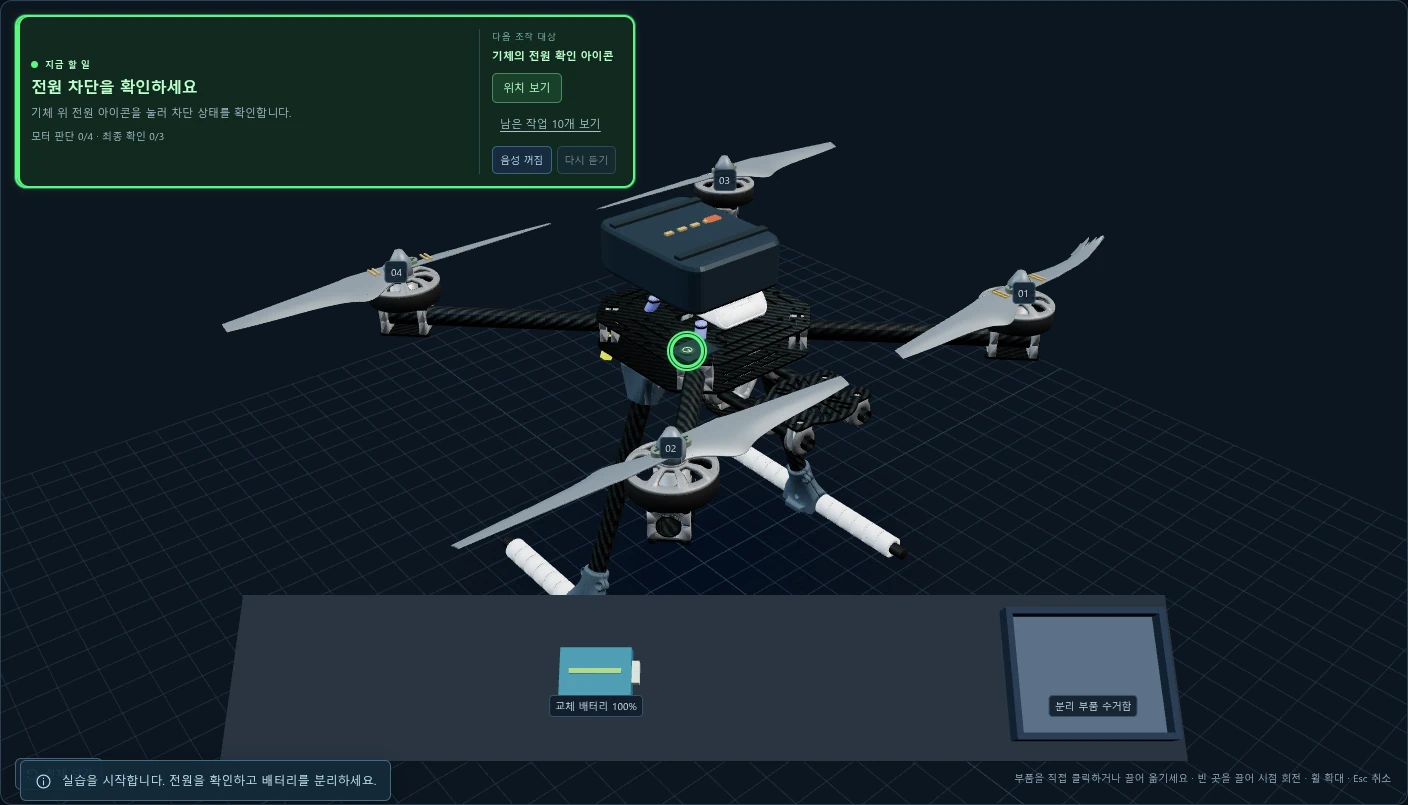 지금 할 일
전원 차단을 확인하세요
기체 위 전원 아이콘을 눌러 차단 상태를 확인합니다.
모터 판단 0/4 · 최종 확인 0/3
다음 조작 대상
기체의 전원 확인 아이콘
위치 보기
남은 작업 10개 보기
음성 꺼짐
다시 듣기
03
04
01
02
교체 배터리 100%
분리 부품 수거함
실습을 시작합니다. 전원을 확인하고 배터리를 분리하세요.
부품을 직접 클릭하거나 끌어 옮기세요 · 빈 곳을 끌어 시점 회전 · 휠 확대 · Esc 취소